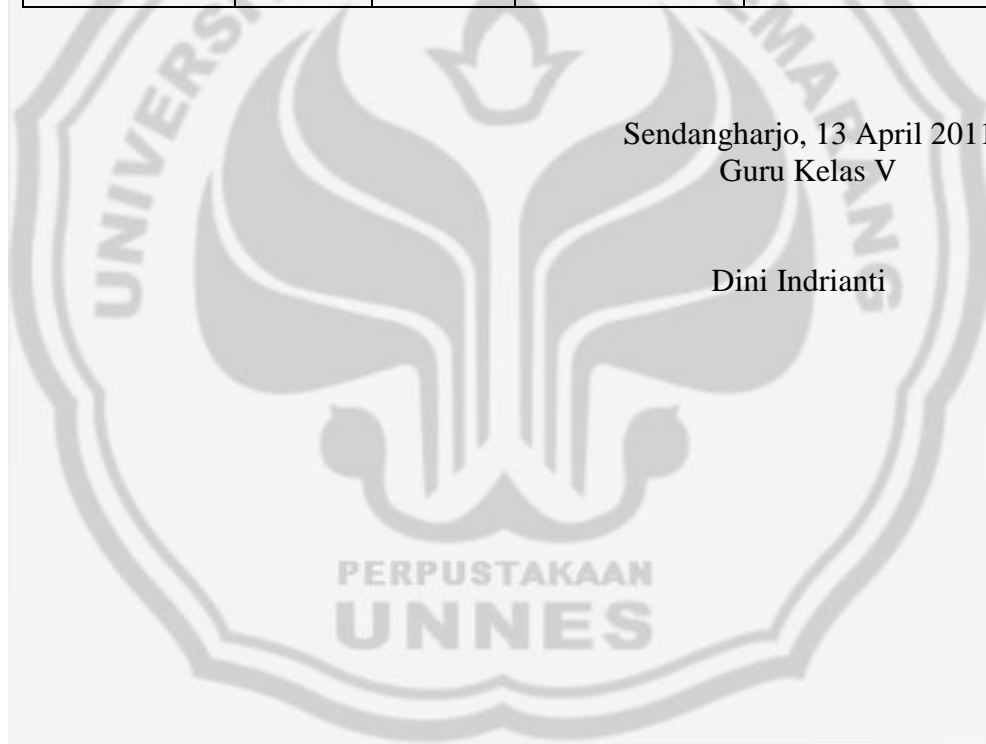 Sendangharjo, 13 April 2011
Guru Kelas V
Dini Indrianti
PERPUSTAKAAN
UNNES